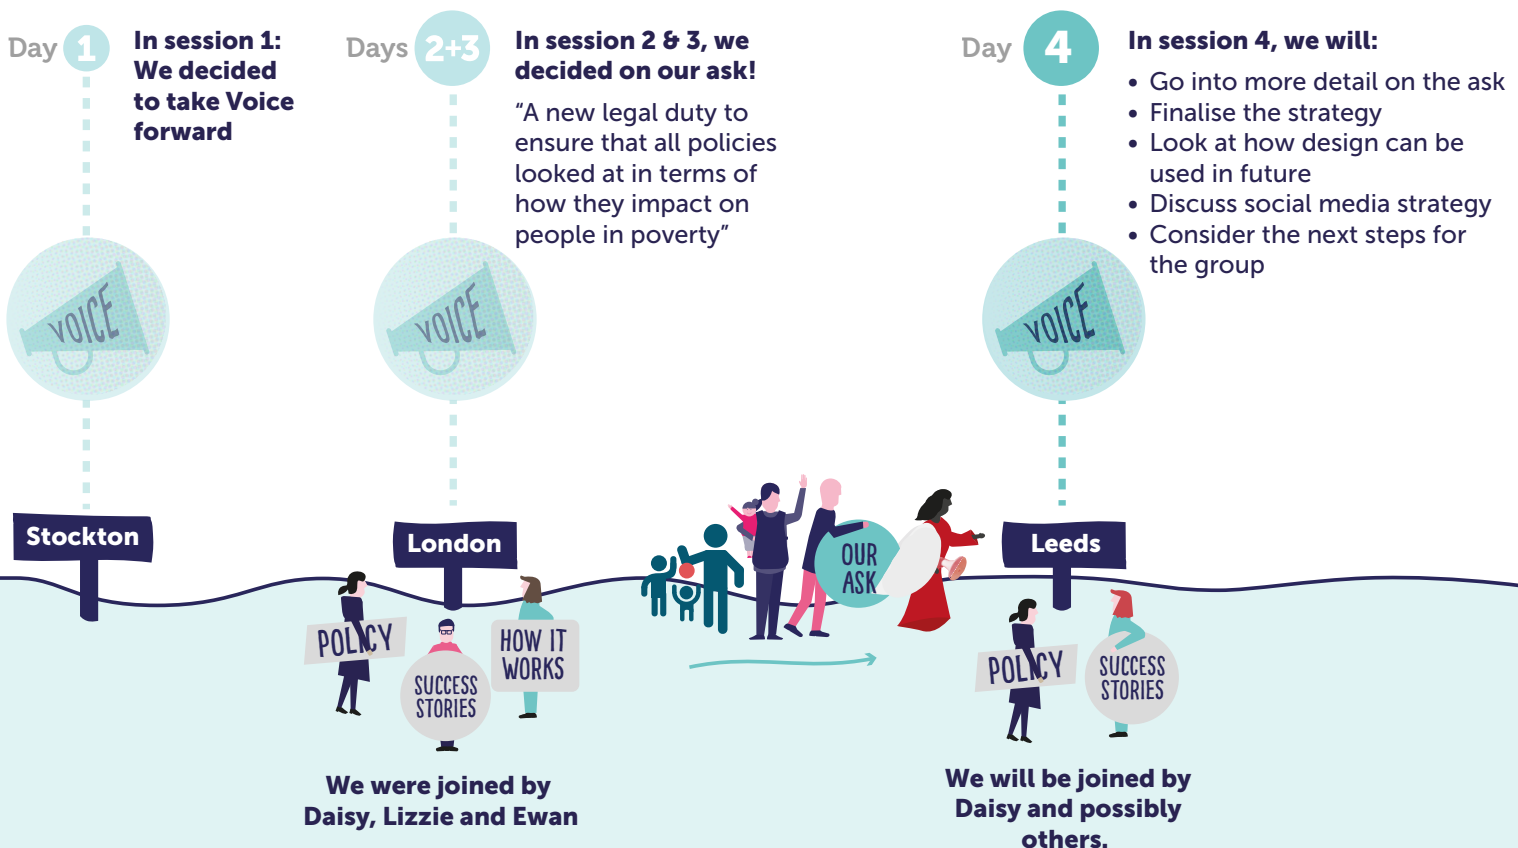 Day 1
In session 1:
We decided
to take Voice
forward
VOICE
Stockton
Days 2+3
In session 2 & 3, we
decided on our ask!
“A new legal duty to
ensure that all policies
looked at in terms of
how they impact on
people in poverty”
VOICE
London
POLICY
SUCCESS
STORIES
HOW IT
WORKS
We were joined by
Daisy, Lizzie and Ewan
OUR
ASK
Day 4
In session 4, we will:
• Go into more detail on the ask
• Finalise the strategy
• Look at how design can be
used in future
• Discuss social media strategy
• Consider the next steps for
the group
VOICE
Leeds
POLICY
SUCCESS
STORIES
We will be joined by
Daisy and possibly
others.